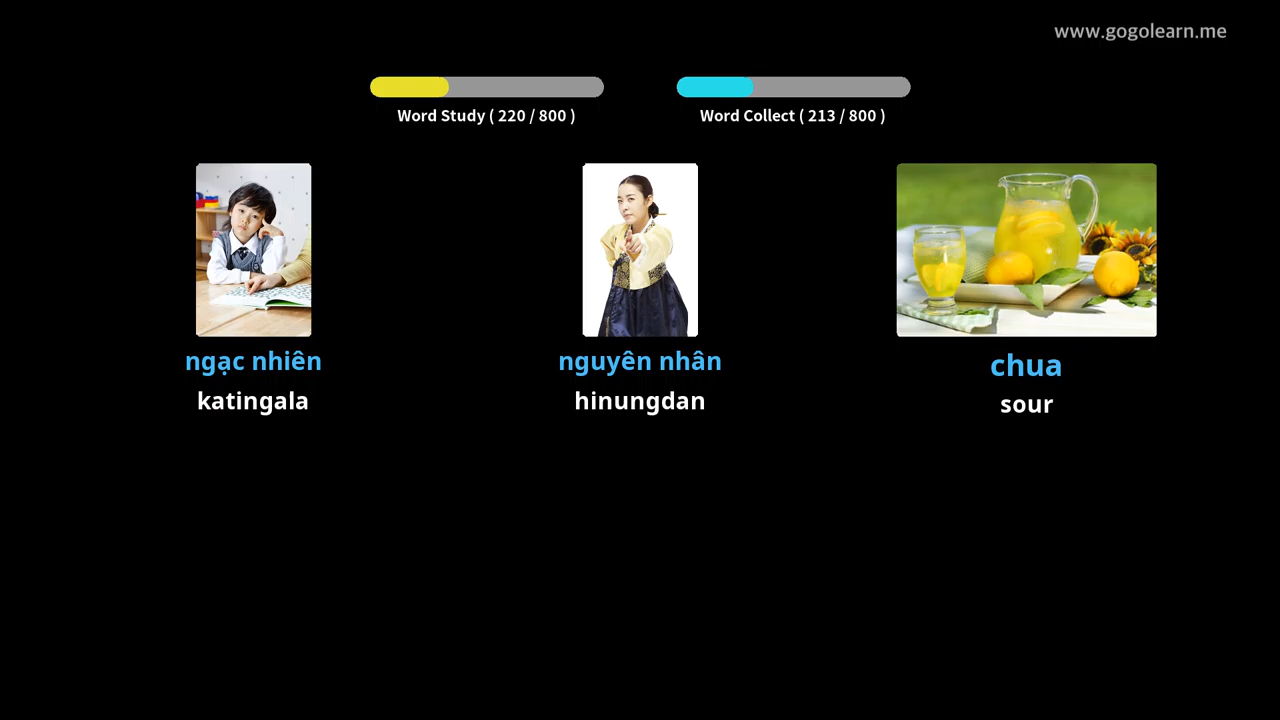 www.gogolearn.me
Word Study ( 220 / 800 )
Word Collect ( 213 / 800 )
ngạc nhiên
nguyên nhân
chua
katingala
hinungdan
sour